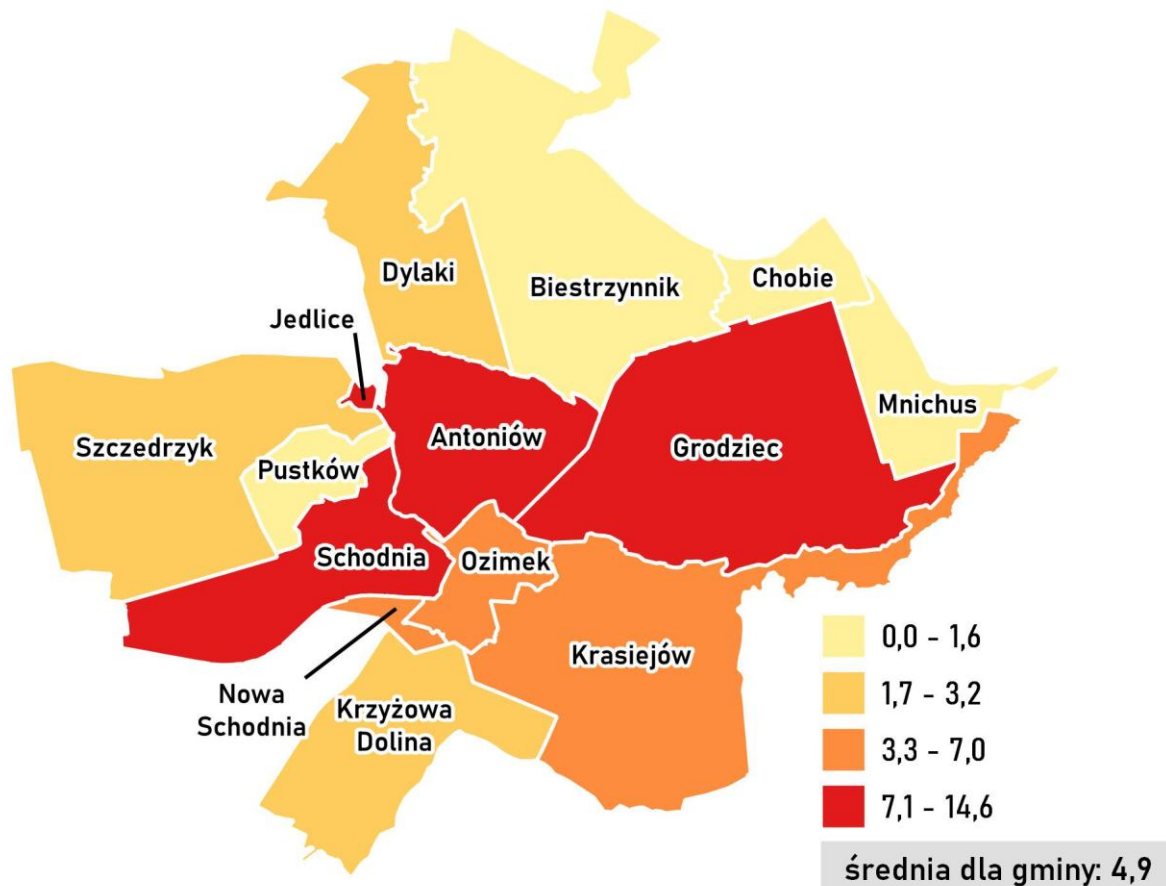 Dylaki
Biestrzynnik
Chobie
Jedlice
Mnichus
Szczedrzyk
Antoniów
Grodziec
Pustków
Schodnia
Ozimek
Krasiejów
Nowa
Schodnia
Krzyżowa
Dolina
0,0 - 1,6
1,7 - 3,2
3,3 - 7,0
7,1 - 14,6
średnia dla gminy: 4,9